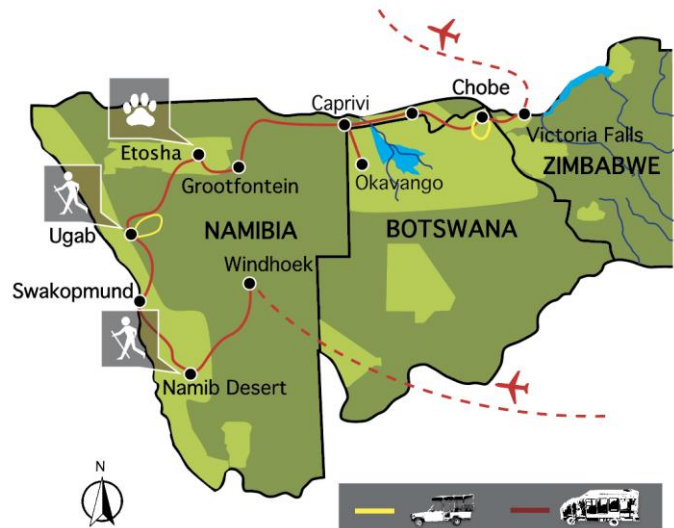 Chobe
Caprivi
Victoria Falls
Etosha
Grootfontein
Okavango
ZIMBABWE
Ugab
NAMIBIA
BOTSWANA
Windhoek
Swakopmund
Namib Desert
N